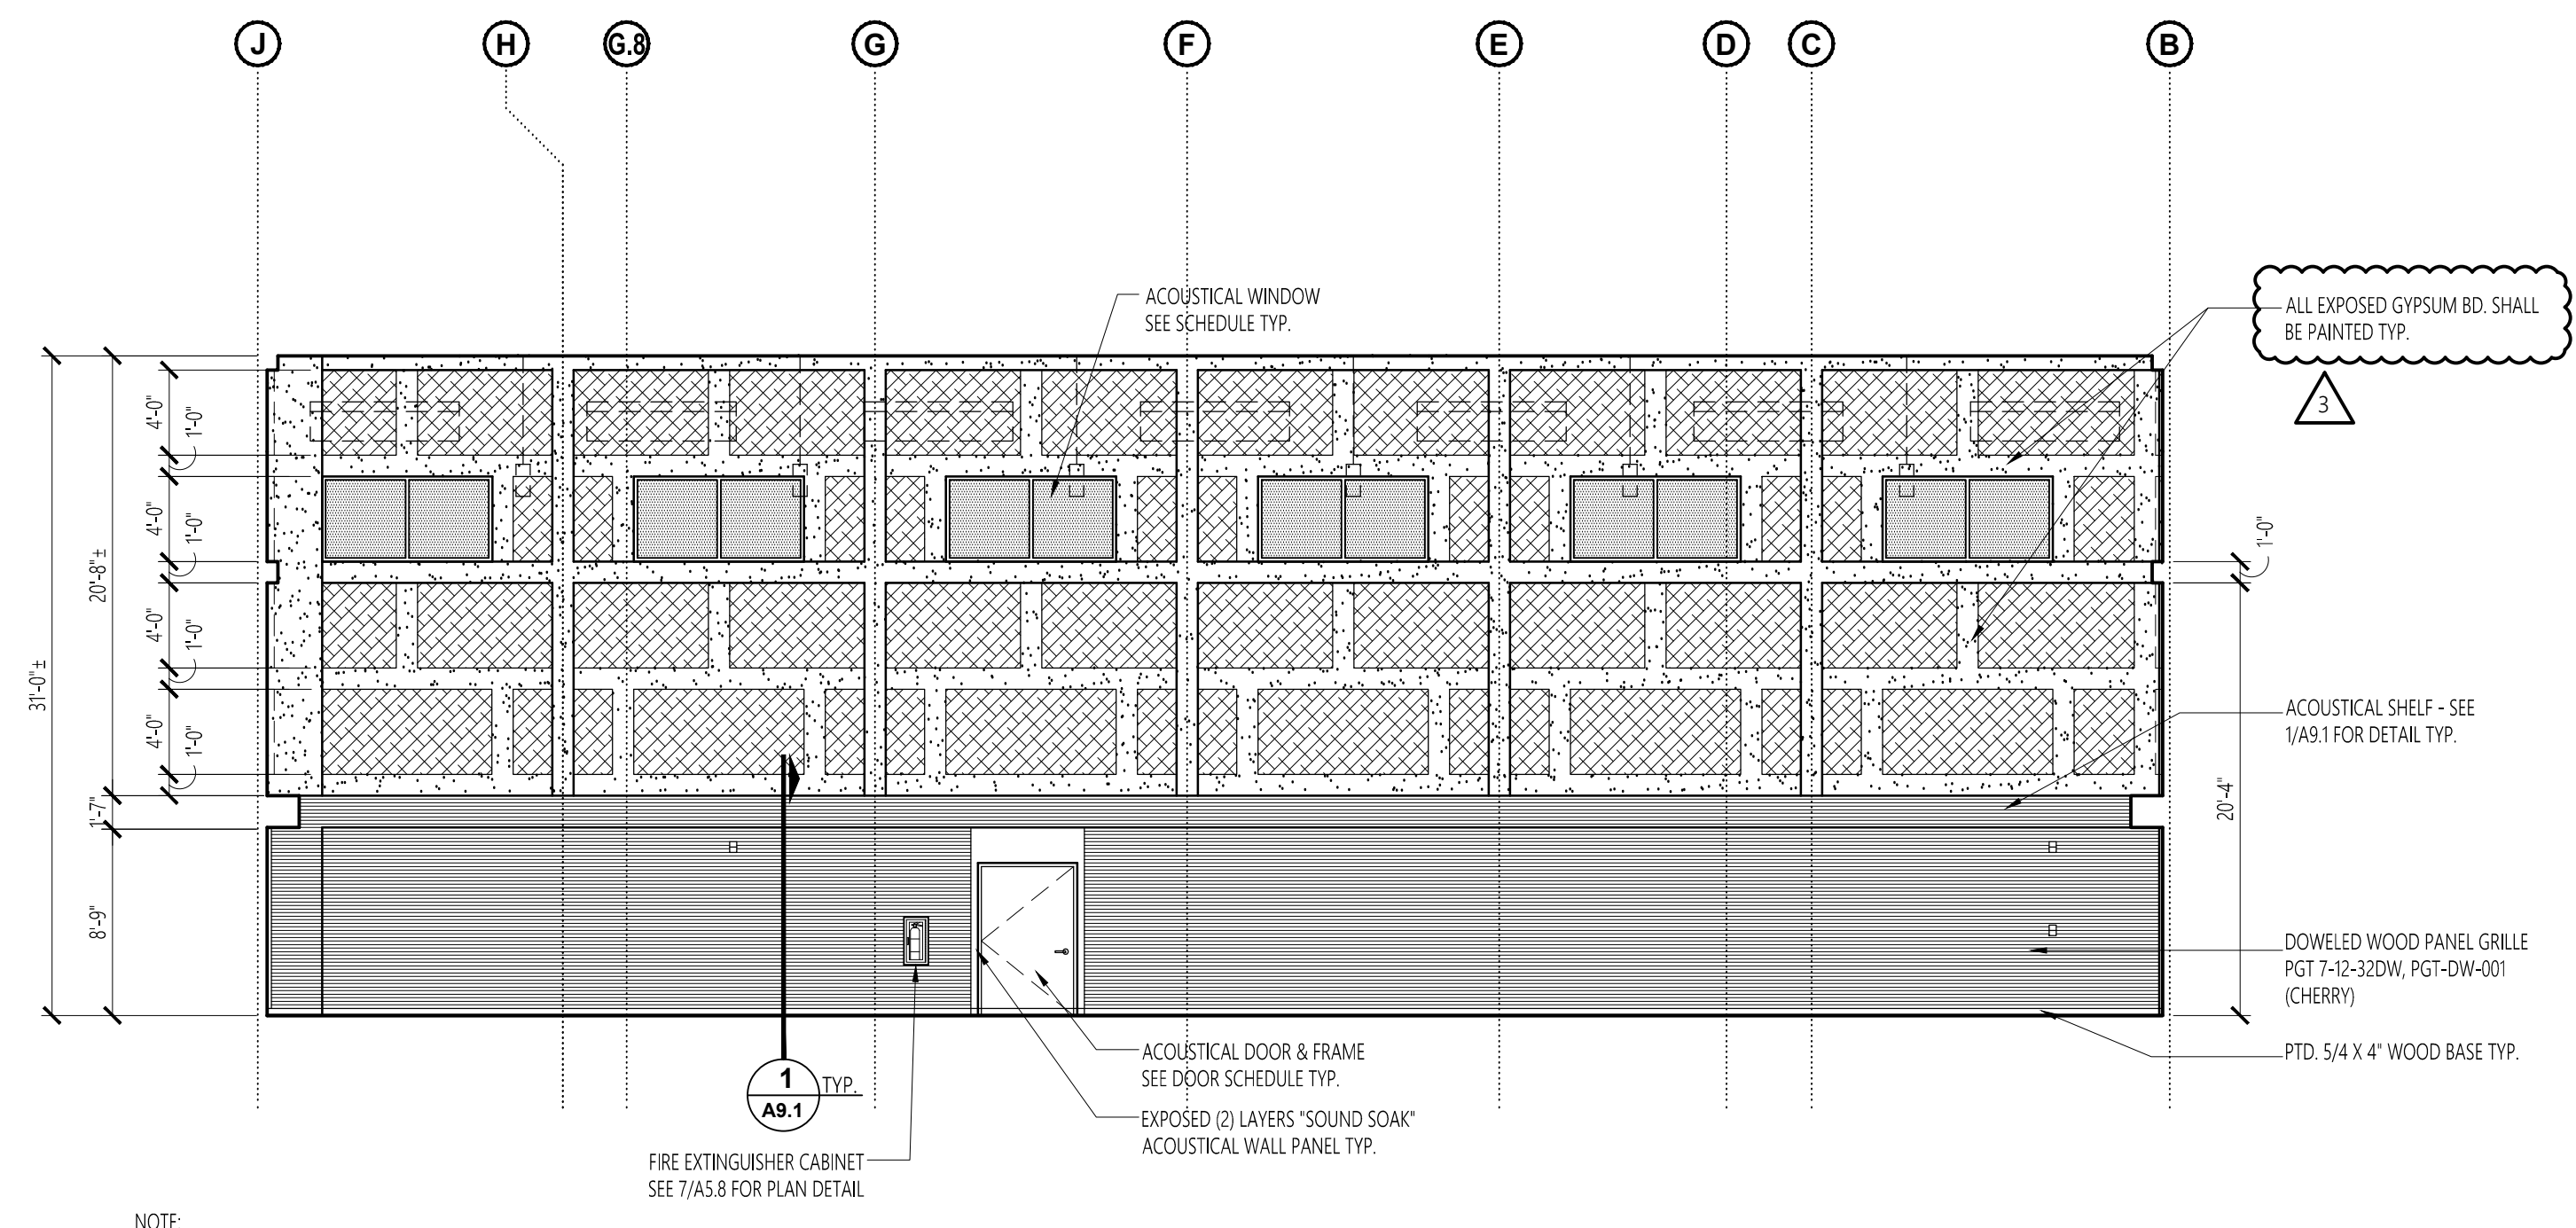 J
H
G.8
G
F
E
D
C
B
ACOUSTICAL WINDOW
SEE SCHEDULE TYP.
ALL EXPOSED GYPSUM BD. SHALL
BE PAINTED TYP.
3
31'-0"±
20'-8"±
1'-7"
8'-9"
4'-0"
1'-0"
4'-0"
1'-0"
4'-0"
1'-0"
4'-0"
1'-0"
1'-0"
20'-4"
ACOUSTICAL SHELF - SEE
1/A9.1 FOR DETAIL TYP.
DOWELED WOOD PANEL GRILLE
PGT 7-12-32DW, PGT-DW-001
(CHERRY)
PTD. 5/4 X 4" WOOD BASE TYP.
ACOUSTICAL DOOR & FRAME
SEE DOOR SCHEDULE TYP.
1
TYP.
A9.1
EXPOSED (2) LAYERS "SOUND SOAK"
ACOUSTICAL WALL PANEL TYP.
FIRE EXTINGUISHER CABINET
SEE 7/A5.8 FOR PLAN DETAIL
NOTE: